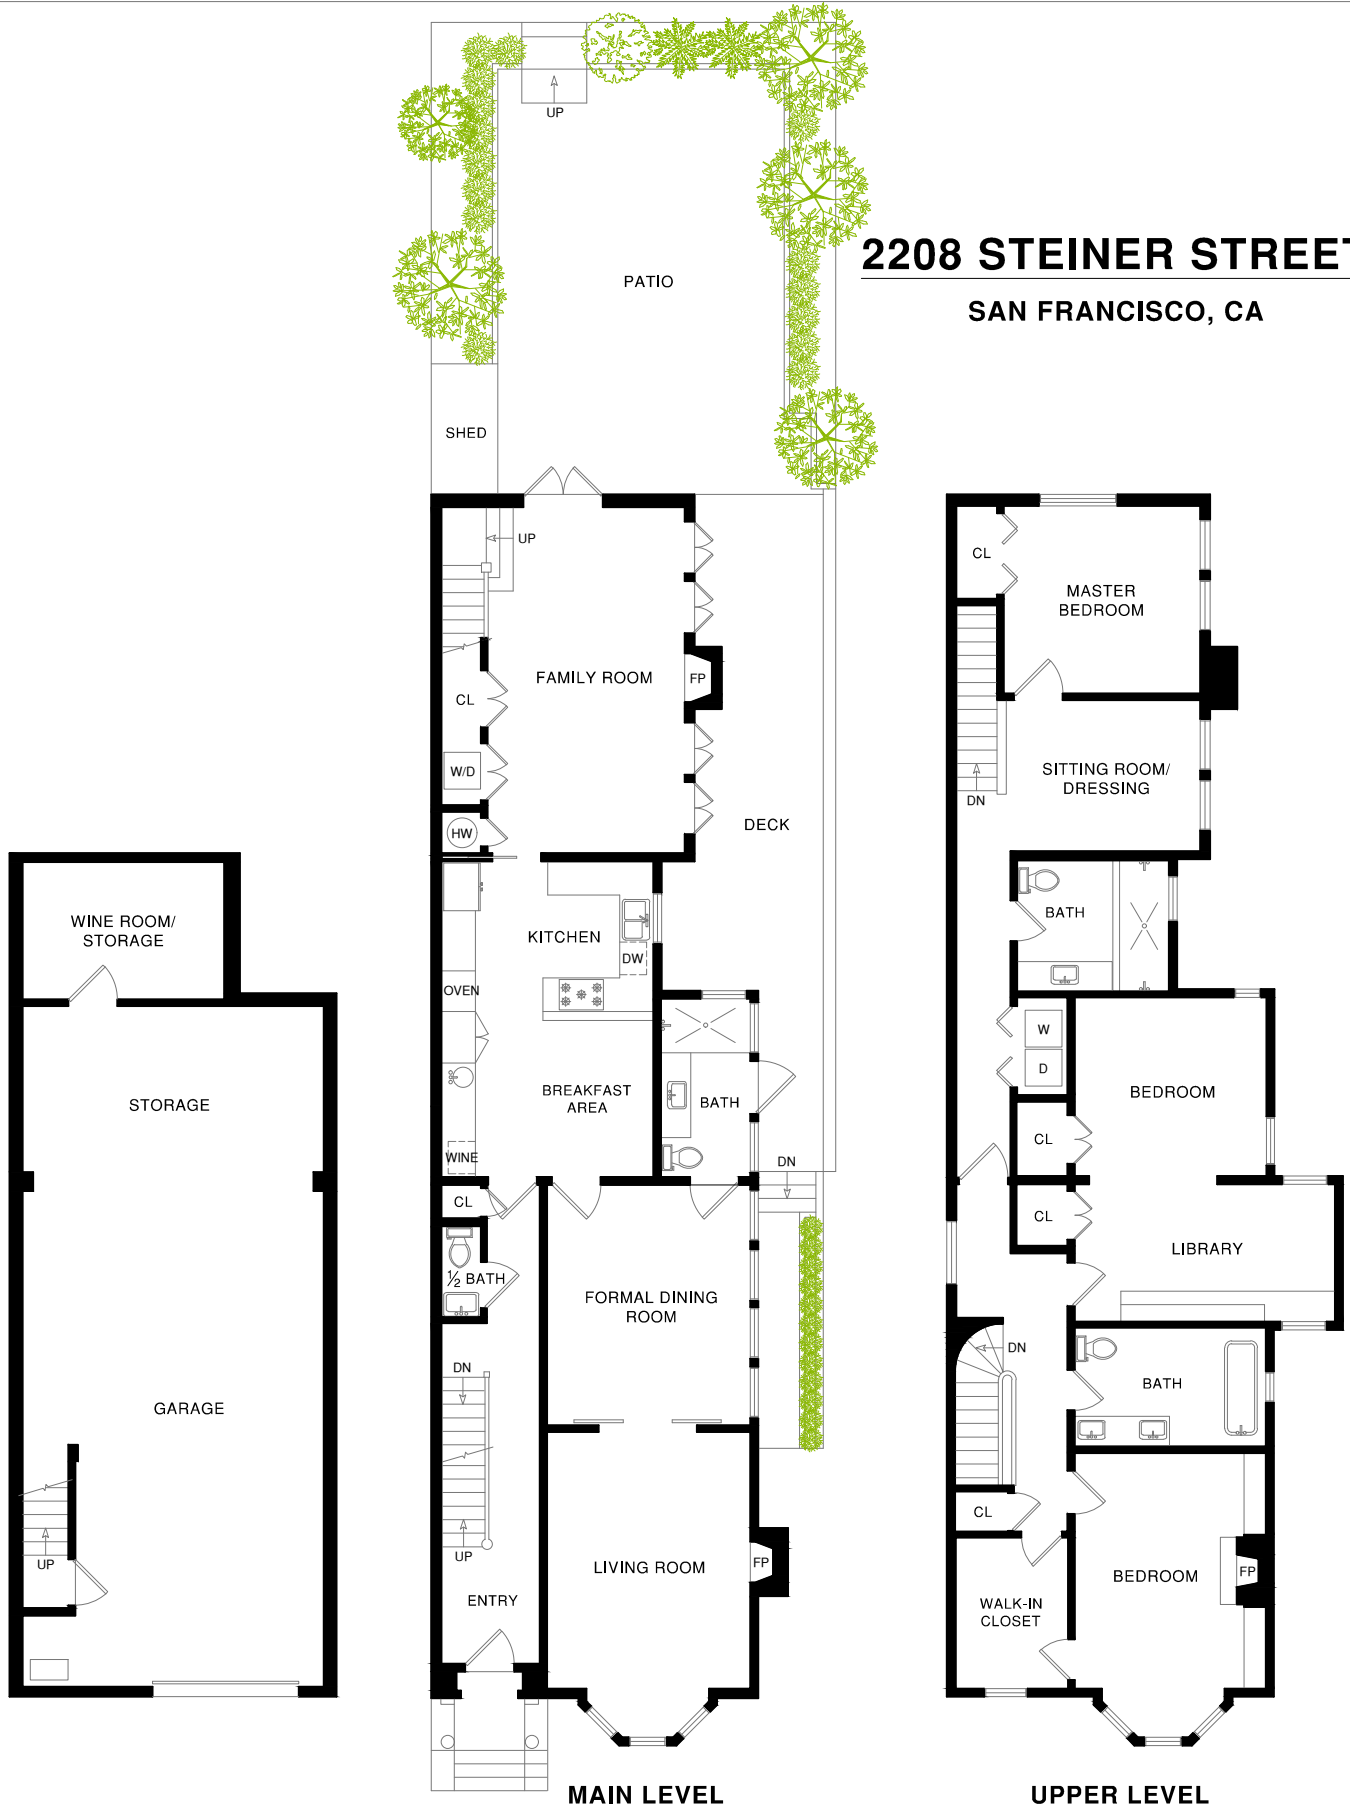 2208 STEINER STREET
SAN FRANCISCO, CA
UP
PATIO
SHED
UP
FAMILY ROOM
FP
CL
W/D
HW
DECK
KITCHEN
DW
OVEN
BREAKFAST
AREA
BATH
WINE
DN
CL
½ BATH
FORMAL DINING
ROOM
DN
UP
LIVING ROOM
FP
ENTRY
MAIN LEVEL
WINE ROOM/
STORAGE
STORAGE
GARAGE
UP
CL
MASTER
BEDROOM
SITTING ROOM/
DRESSING
DN
BATH
W
D
BEDROOM
CL
CL
LIBRARY
DN
BATH
CL
BEDROOM
FP
WALK-IN
CLOSET
UPPER LEVEL